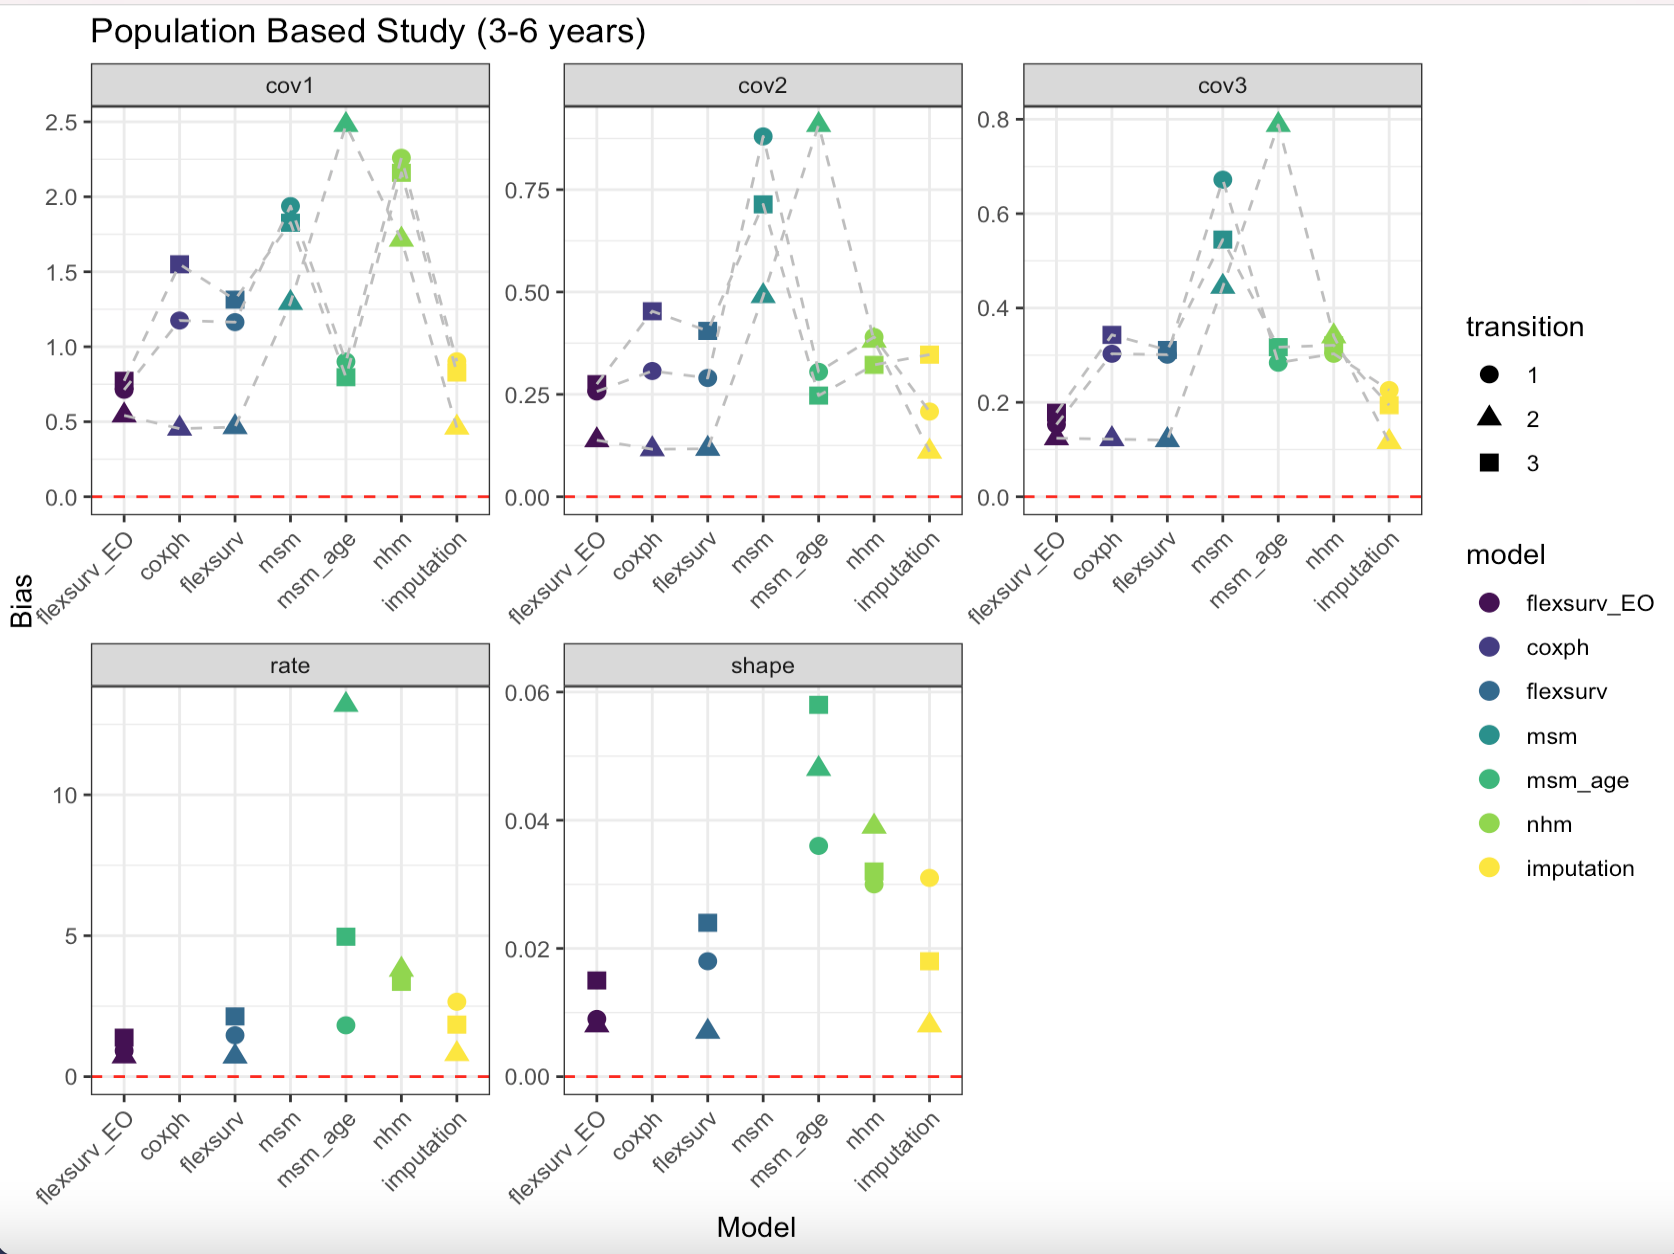 Population Based Study (3-6 years)
cov1
cov2
cov3
2.5
2.0
1.5
1.0
0.5
0.0
0.75
0.50
0.25
0.00
0.8
0.6
0.4
0.2
0.0
flexsurv_EO
coxph
flexsurv
msm
msm_age
nhm
imputation
flexsurv_EO
coxph
flexsurv
msm
msm_age
nhm
imputation
flexsurv_EO
coxph
flexsurv
msm
msm_age
nhm
imputation
Bias
rate
shape
10
5
0
0.06
0.04
0.02
0.00
flexsurv_EO
coxph
flexsurv
msm
msm_age
nhm
imputation
flexsurv_EO
coxph
flexsurv
msm
msm_age
nhm
imputation
Model
transition
1
2
3
model
flexsurv_EO
coxph
flexsurv
msm
msm_age
nhm
imputation